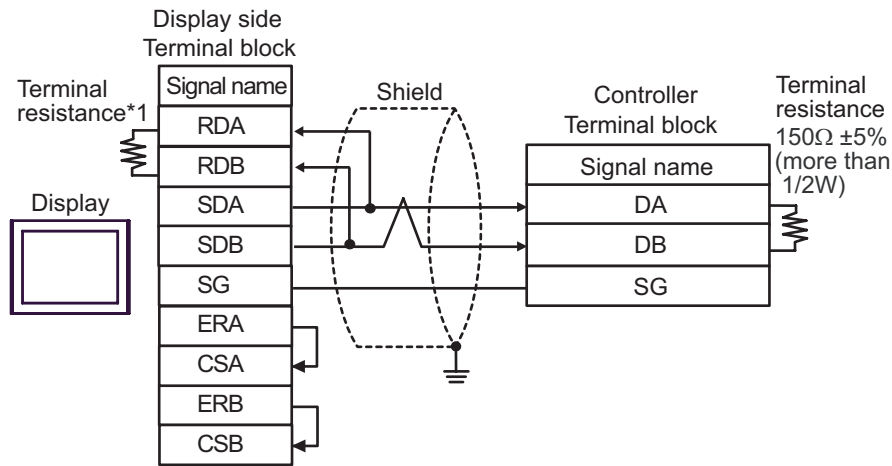 Display side
Terminal block
Terminal
resistance*1
Signal name
RDA
RDB
SDA
SDB
SG
ERA
CSA
ERB
CSB
Display
Shield
Controller
Terminal block
Signal name
DA
DB
SG
Terminal
resistance
150Ω ±5%
(more than
1/2W)